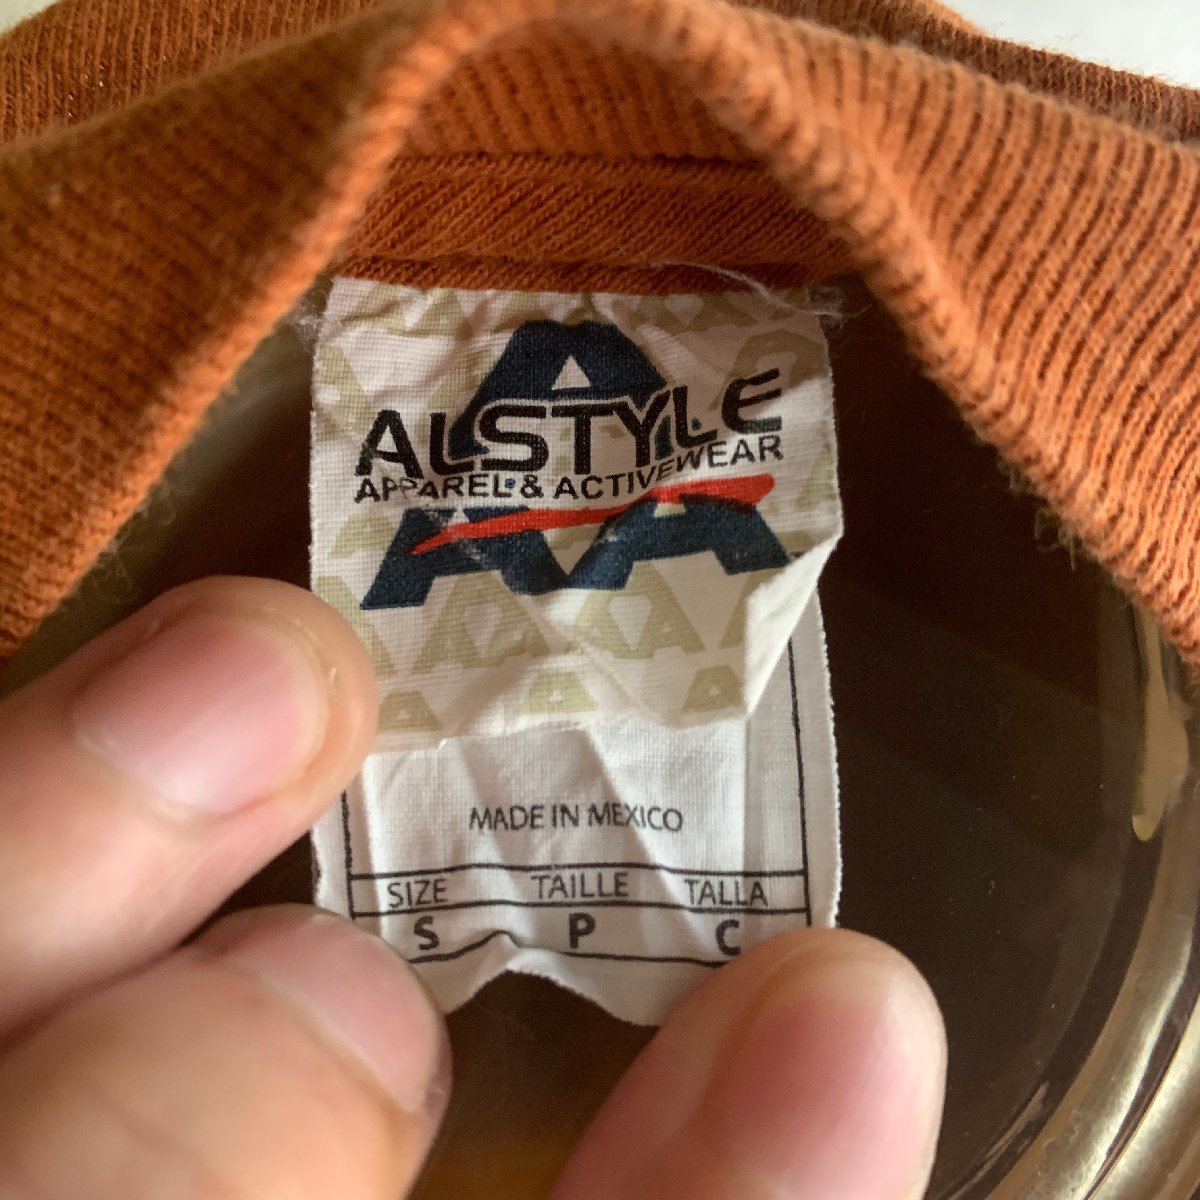 ALSTYLE
APPAREL & ACTIVEWEAR
MADE IN MEXICO
SIZE TAILLE TALLA
S P C